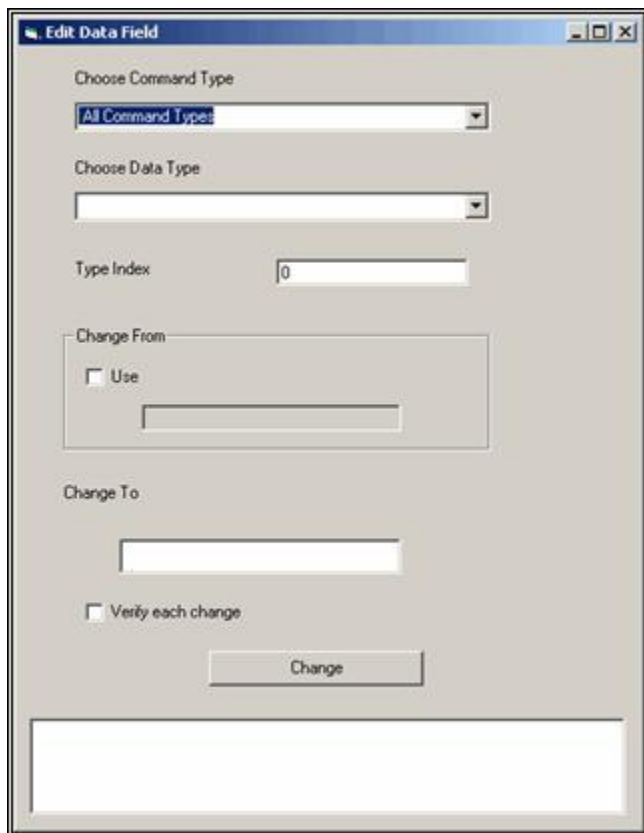 Edit Data Field
Choose Command Type
All Command Types
Choose Data Type
Type Index
0
Change From
Use
Change To
Verify each change
Change